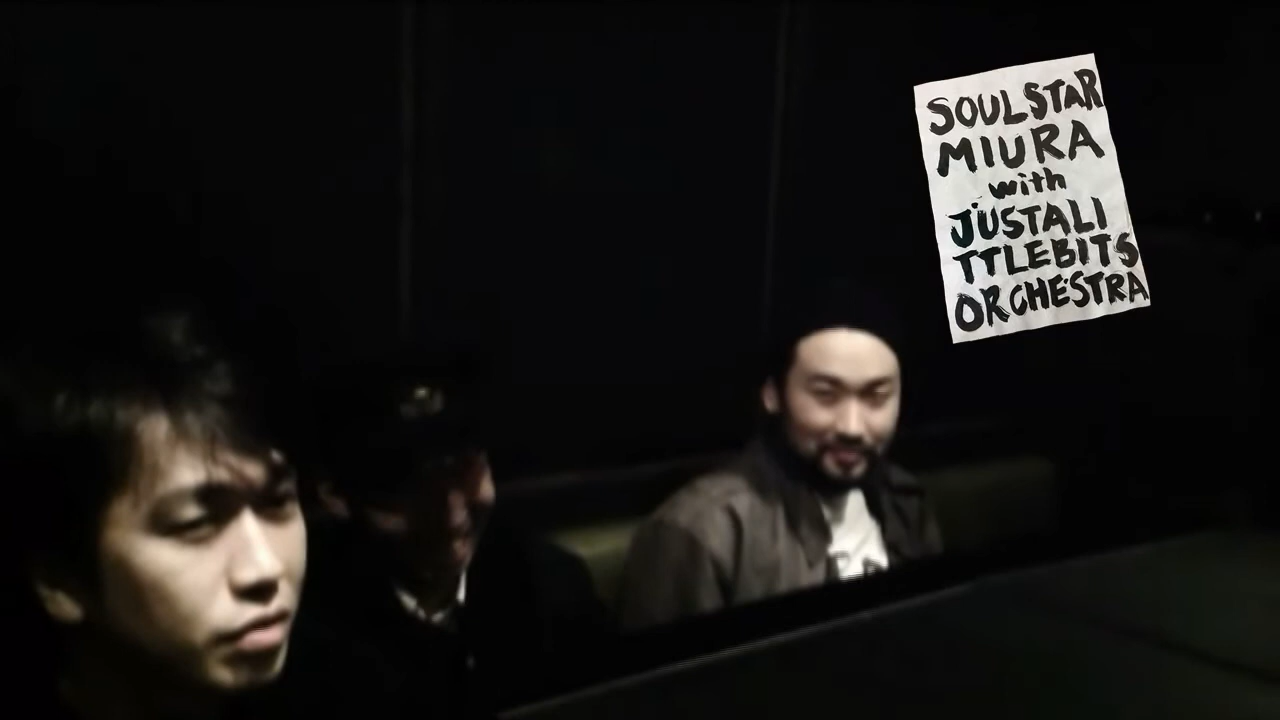 SOULSTAR
MIURA
with
JUSTALI
TTLEBITS
ORCHESTRA